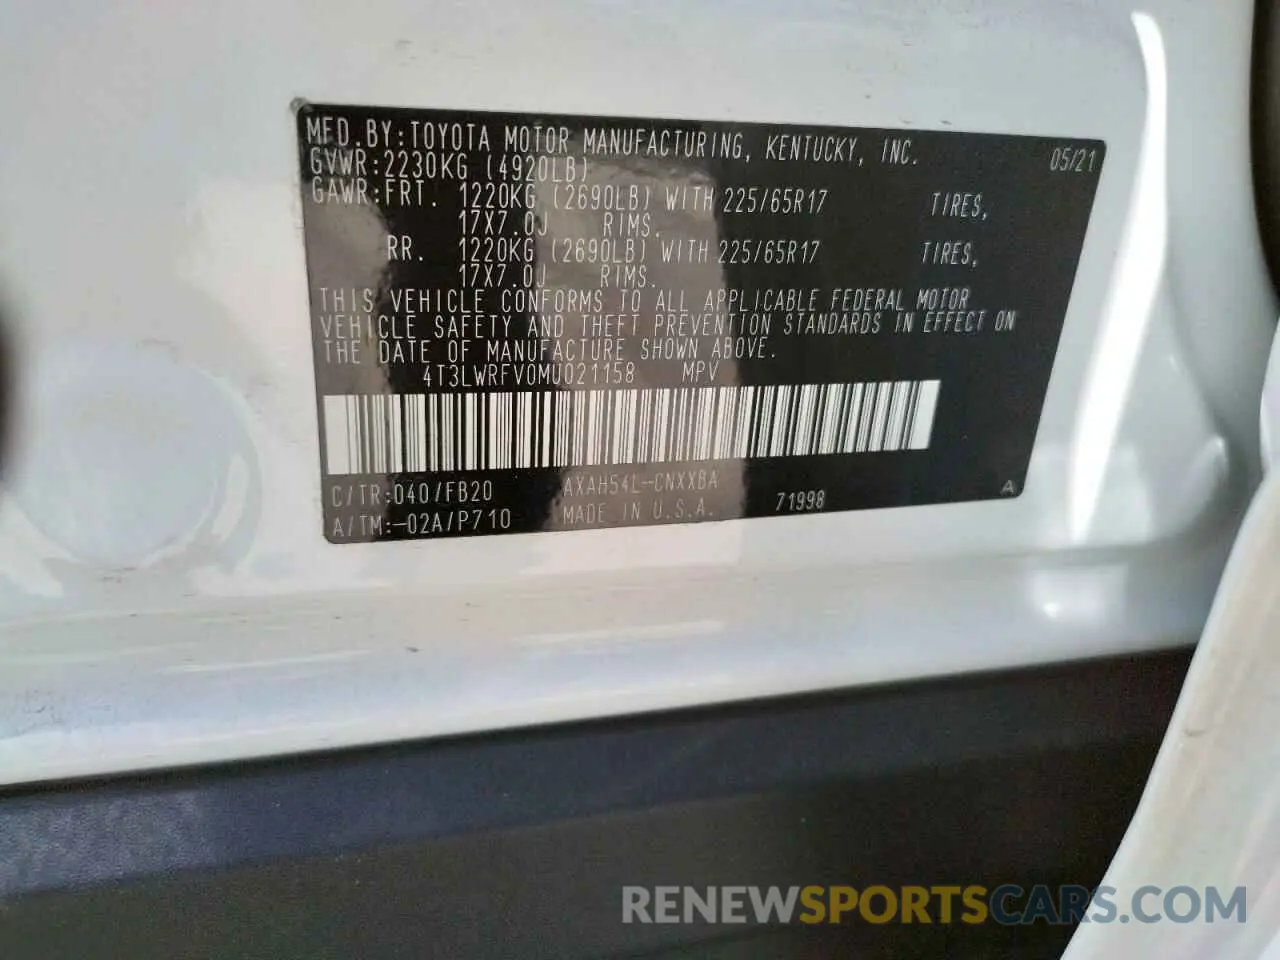 MFD.BY:TOYOTA MOTOR MANUFACTURING, KENTUCKY, INC. 05/21
GVWR:2230KG (4920LB)
GAWR:FRT. 1220KG (2690LB) WITH 225/65R17 TIRES,
17X7.0J RIMS.
RR. 1220KG (2690LB) WITH 225/65R17 TIRES,
17X7.0J RIMS.
THIS VEHICLE CONFORMS TO ALL APPLICABLE FEDERAL MOTOR
VEHICLE SAFETY AND THEFT PREVENTION STANDARDS IN EFFECT ON
THE DATE OF MANUFACTURE SHOWN ABOVE.
4T3LWRFV0MU021158 MPV
C/TR:040/FB20 AXAH54L-CNXXBA
A/TM:-02A/P710 MADE IN U.S.A. 71998 A
RENEWSPORTSCARS.COM